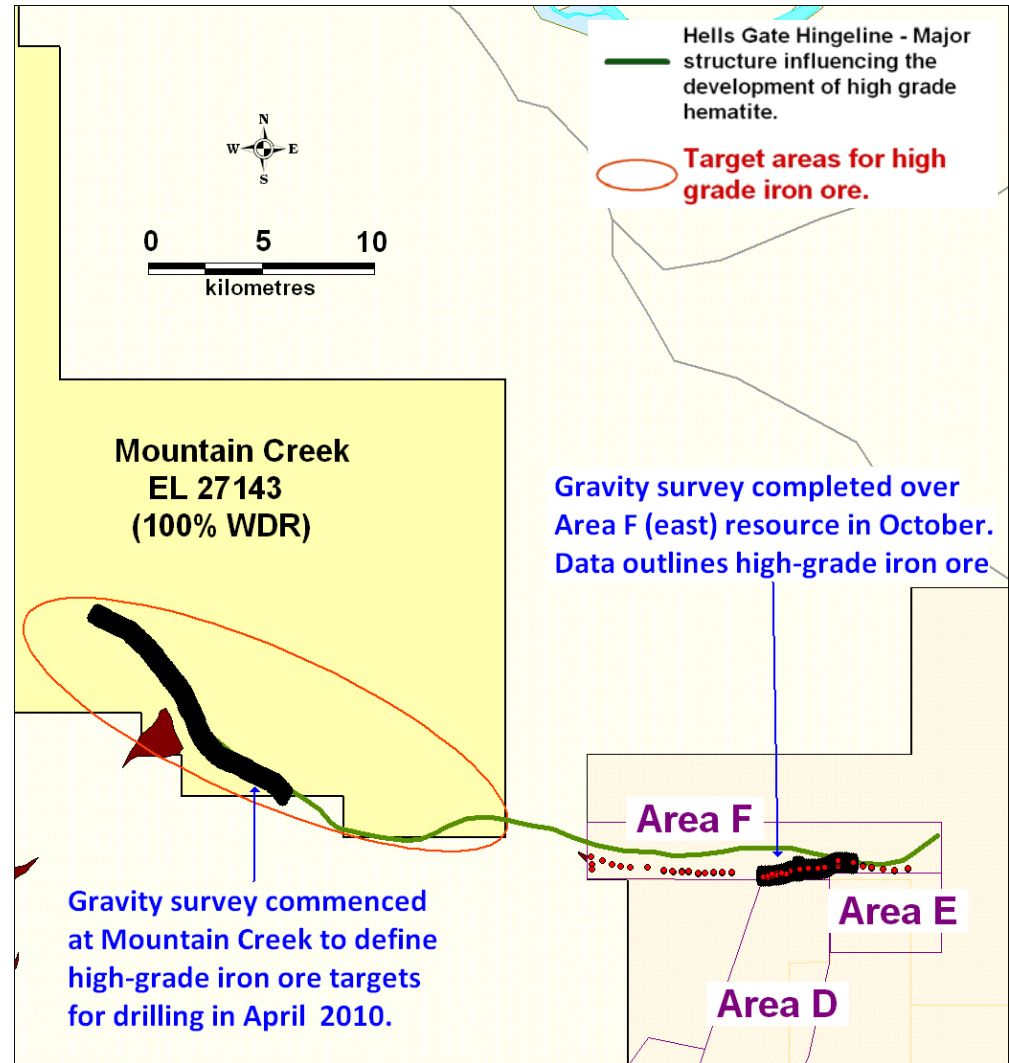 Hells Gate Hingeline - Major
structure influencing the
development of high grade
hematite.
Target areas for high
grade iron ore.
N
W E
S
0 5 10
kilometres
Mountain Creek
EL 27143
(100% WDR)
Gravity survey completed over
Area F (east) resource in October.
Data outlines high-grade iron ore
Area F
Area E
Area D
Gravity survey commenced
at Mountain Creek to define
high-grade iron ore targets
for drilling in April 2010.